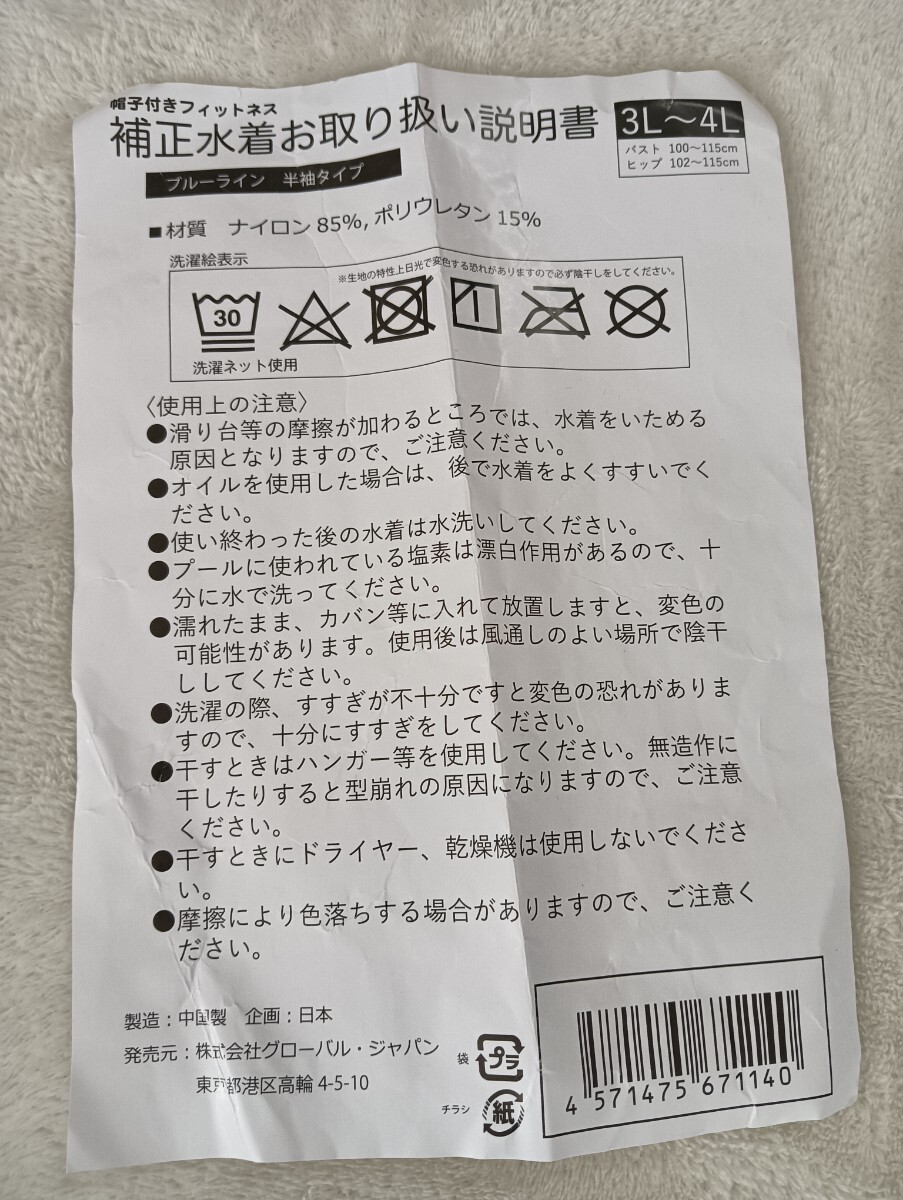 帽子付きフィットネス
補正水着お取り扱い説明書
3L～4L
バスト 100～115cm
ヒップ 102～115cm
ブルーライン 半袖タイプ
■材質 ナイロン 85%, ポリウレタン 15%
洗濯絵表示
※生地の特性上日光で変色する恐れがありますので必ず陰干しをしてください。
30
洗濯ネット使用
〈使用上の注意〉
●滑り台等の摩擦が加わるところでは、水着をいためる
原因となりますので、ご注意ください。
●オイルを使用した場合は、後で水着をよくすすいでく
ださい。
●使い終わった後の水着は水洗いしてください。
●プールに使われている塩素は漂白作用があるので、十
分に水で洗ってください。
●濡れたまま、カバン等に入れて放置しますと、変色の
可能性があります。使用後は風通しのよい場所で陰干
ししてください。
●洗濯の際、すすぎが不十分ですと変色の恐れがありま
すので、十分にすすぎをしてください。
●干すときはハンガー等を使用してください。無造作に
干したりすると型崩れの原因になりますので、ご注意
ください。
●干すときにドライヤー、乾燥機は使用しないでくださ
い。
●摩擦により色落ちする場合がありますので、ご注意く
ださい。
製造：中国製 企画：日本
発売元：株式会社グローバル・ジャパン
東京都港区高輪 4-5-10
袋 プラ
チラシ 紙
4 571475 671140